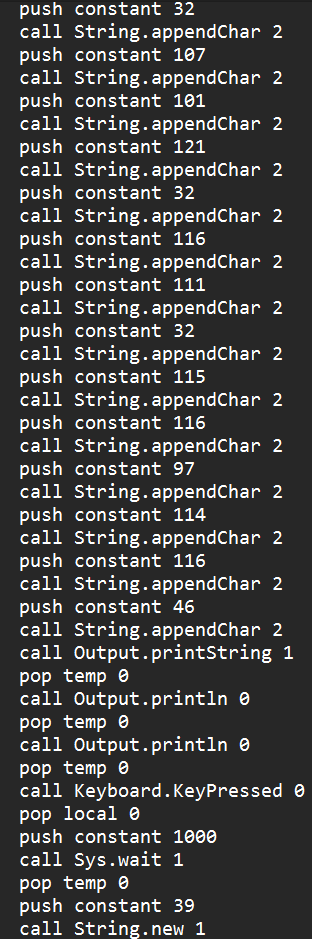 push constant 32
call String.appendChar 2
push constant 107
call String.appendChar 2
push constant 101
call String.appendChar 2
push constant 121
call String.appendChar 2
push constant 32
call String.appendChar 2
push constant 116
call String.appendChar 2
push constant 111
call String.appendChar 2
push constant 32
call String.appendChar 2
push constant 115
call String.appendChar 2
push constant 116
call String.appendChar 2
push constant 97
call String.appendChar 2
push constant 114
call String.appendChar 2
push constant 116
call String.appendChar 2
push constant 46
call String.appendChar 2
call Output.printString 1
pop temp 0
call Output.println 0
pop temp 0
call Output.println 0
pop temp 0
call Keyboard.KeyPressed 0
pop local 0
push constant 1000
call Sys.wait 1
pop temp 0
push constant 39
call String.new 1